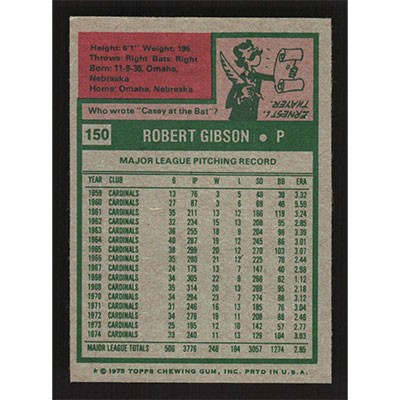 Height: 6'1" Weight: 195
Throws: Right Bats: Right
Born: 11-9-35, Omaha,
Nebraska
Home: Omaha, Nebraska
ERNEST L.
THAYER
Who wrote "Casey at the Bat"?
150 ROBERT GIBSON • P
MAJOR LEAGUE PITCHING RECORD
YEAR CLUB G IP W L SO BB ERA
1959 CARDINALS 13 76 3 5 48 39 3.32
1960 CARDINALS 27 87 3 6 69 48 5.59
1961 CARDINALS 35 211 13 12 166 119 3.24
1962 CARDINALS 32 234 15 13 208 95 2.85
1963 CARDINALS 36 255 18 9 204 96 3.39
1964 CARDINALS 40 287 19 12 245 86 3.01
1965 CARDINALS 38 299 20 12 270 103 3.07
1966 CARDINALS 35 280 21 12 225 78 2.44
1967 CARDINALS 24 175 13 7 147 40 2.98
1968 CARDINALS 34 305 22 9 268 62 1.12
1969 CARDINALS 35 314 20 13 269 95 2.18
1970 CARDINALS 34 294 23 7 274 88 3.12
1971 CARDINALS 31 246 16 13 185 76 3.04
1972 CARDINALS 34 278 19 11 208 88 2.46
1973 CARDINALS 25 195 12 10 142 57 2.77
1974 CARDINALS 33 240 11 13 129 104 3.83
MAJOR LEAGUE TOTALS 506 3776 248 164 3057 1274 2.85
* © 1975 TOPPS CHEWING GUM, INC. PRTD IN U.S.A.